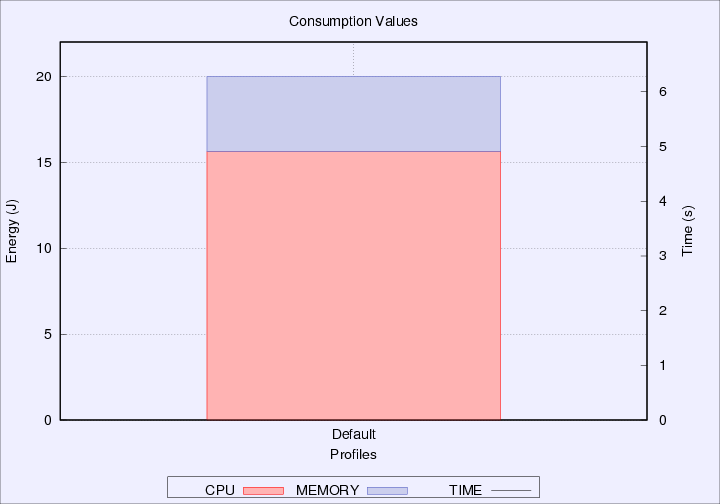 Consumption Values
20
15
10
5
0
Energy (J)
6
5
4
3
2
1
0
Time (s)
Default
Profiles
CPU MEMORY TIME